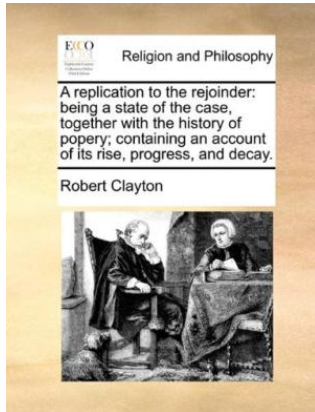 ECCO
Religion and Philosophy
A replication to the rejoinder:
being a state of the case,
together with the history of
popery; containing an account
of its rise, progress, and decay.
Robert Clayton